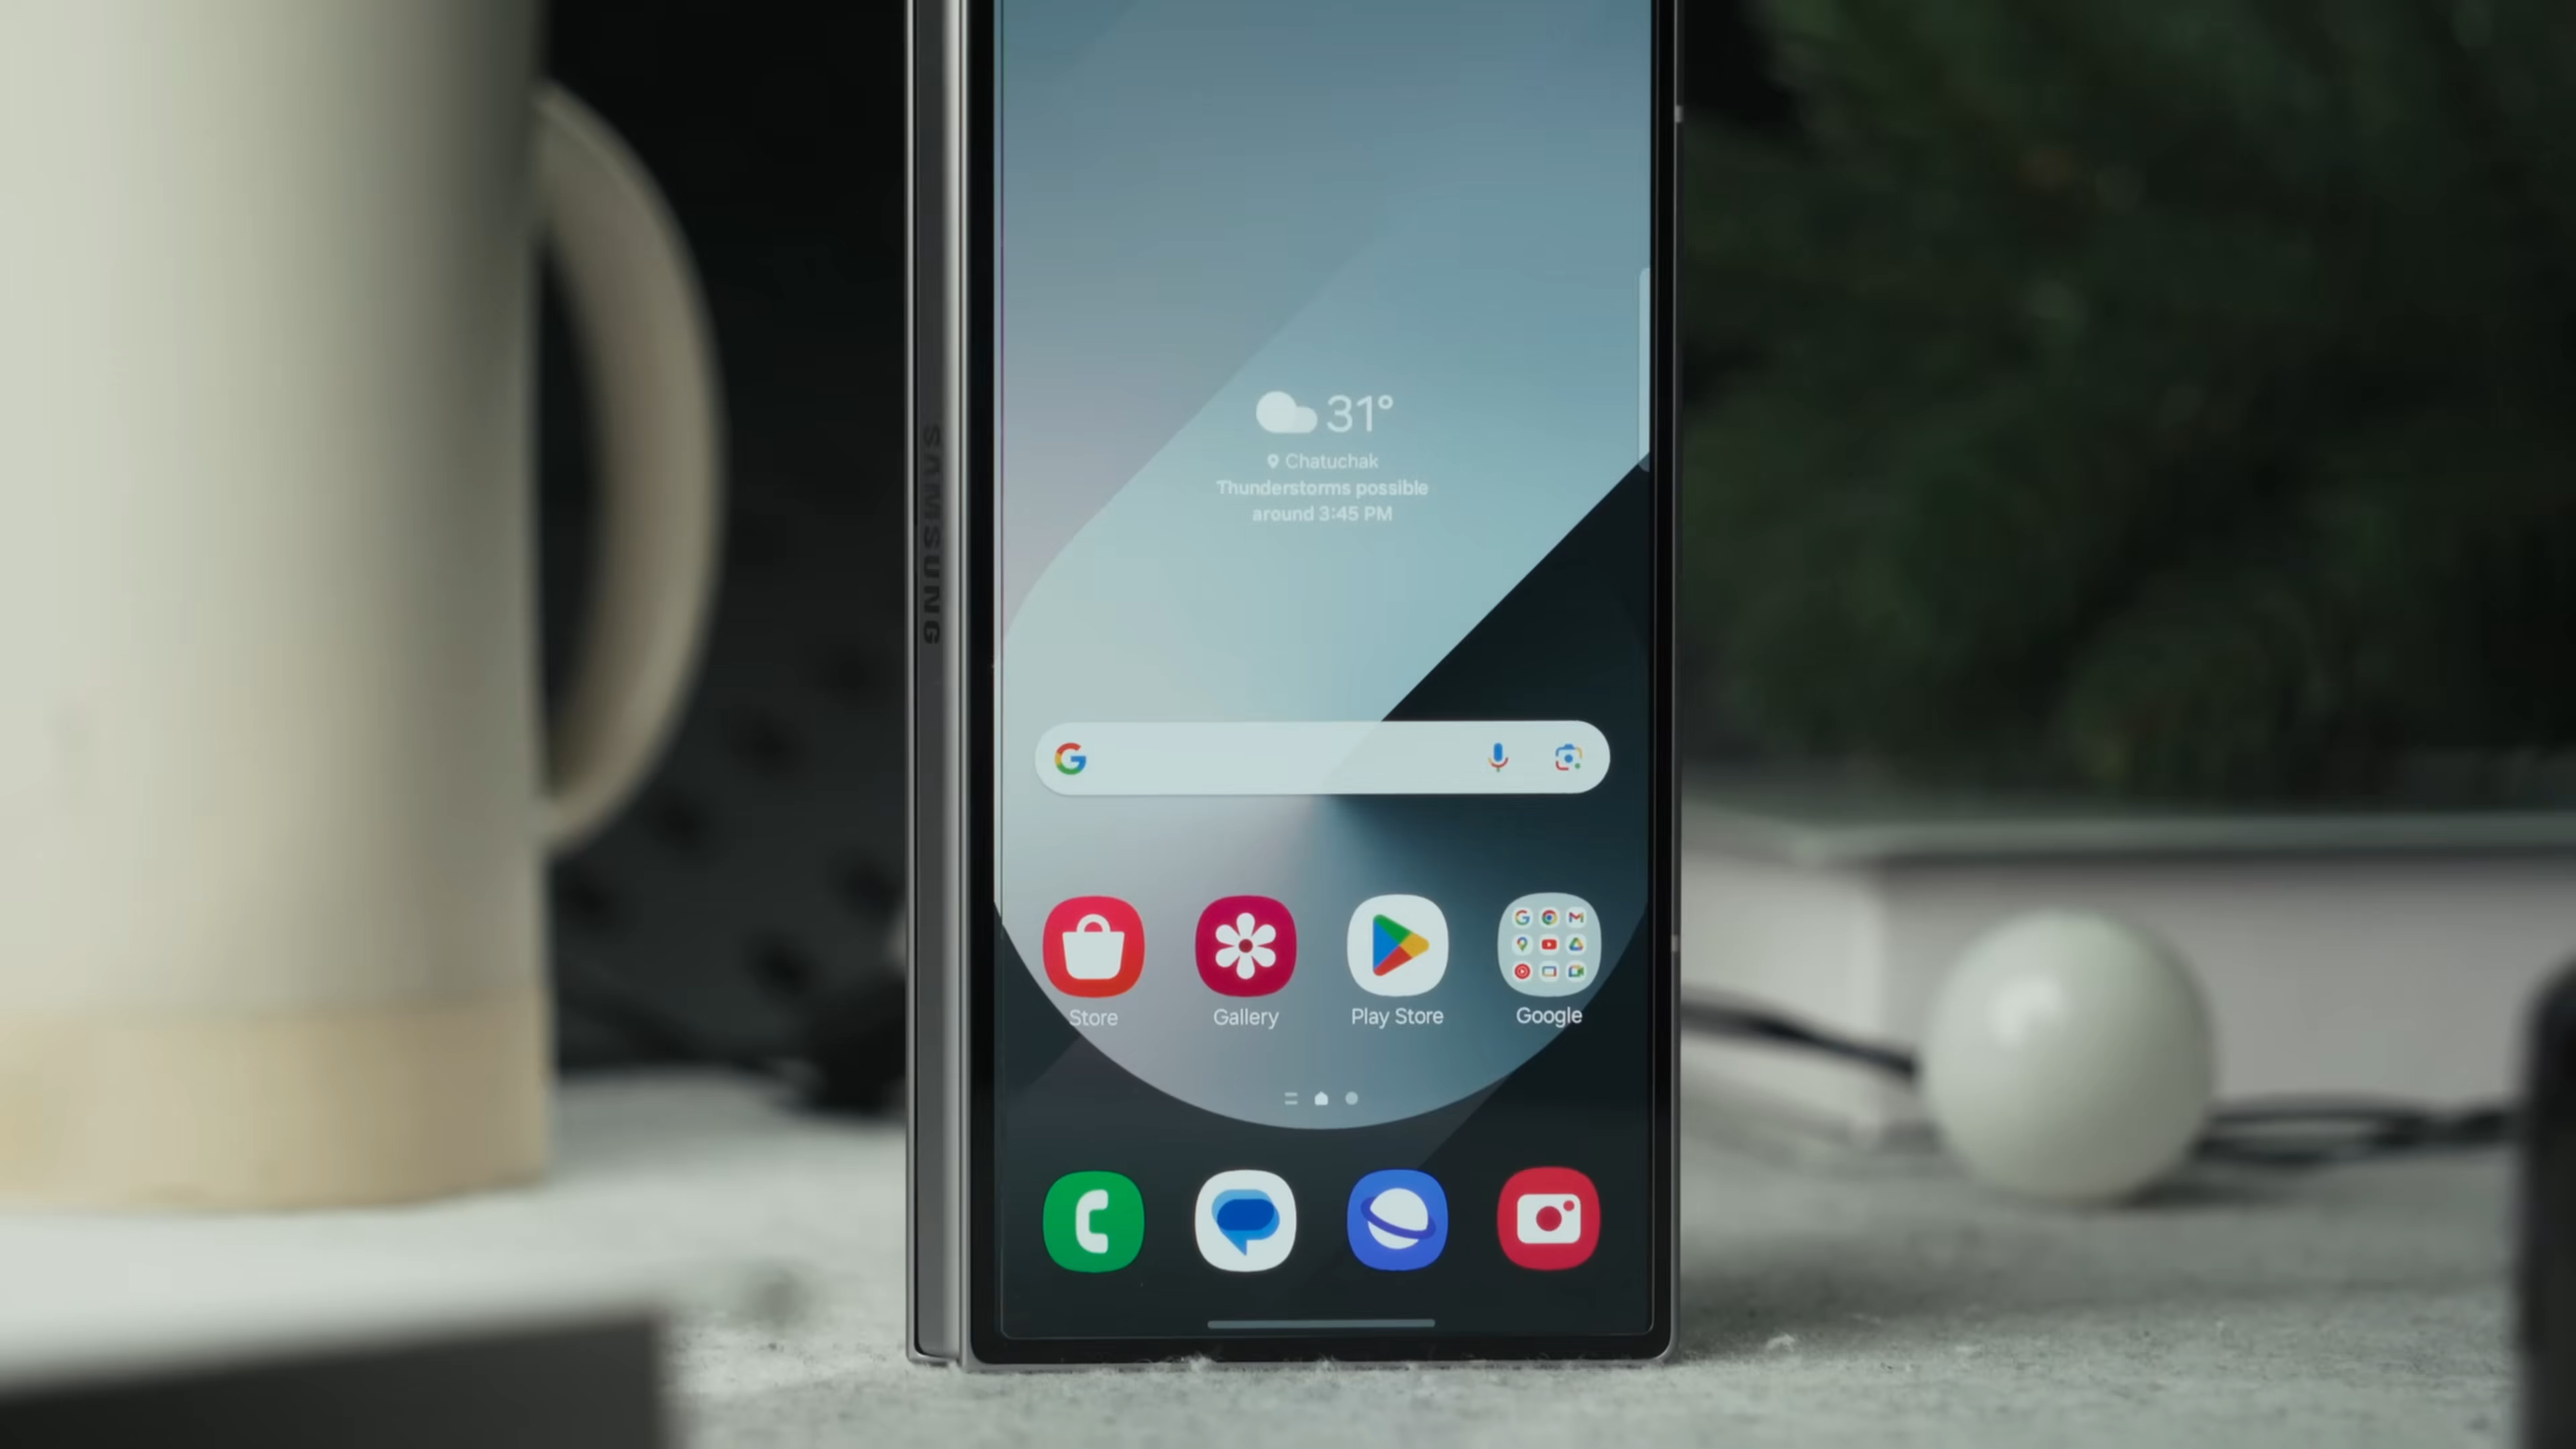 SAMSUNG
31°
Chatuchak
Thunderstorms possible
around 3:45 PM
Store
Gallery
Play Store
Google